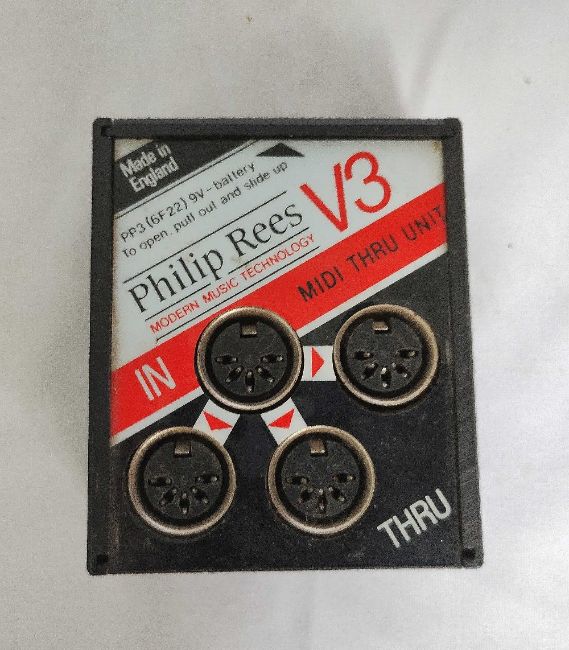 Made in
England
PP3 (6F22) 9V - battery
To open, pull out and slide up
Philip Rees
V3
MODERN MUSIC TECHNOLOGY
MIDI THRU UNIT
IN
THRU